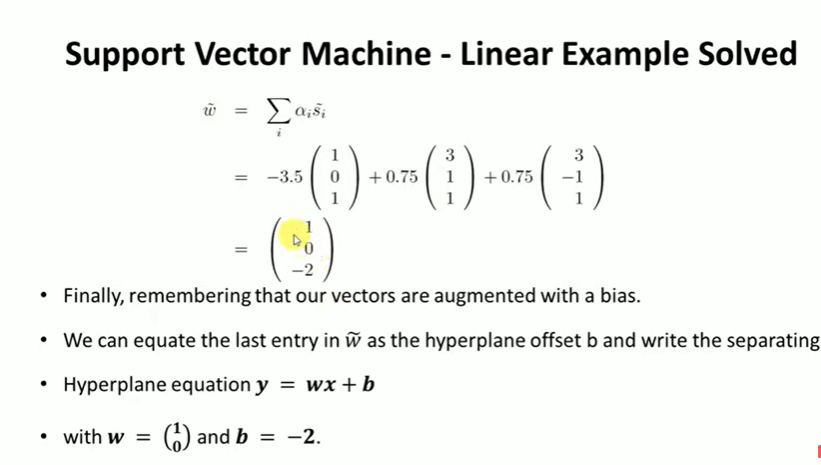 Support Vector Machine - Linear Example Solved
w̃ = ∑ᵢ αᵢs̃ᵢ
= −3.5 (1 0 1) + 0.75 (3 1 1) + 0.75 (3 −1 1)
= (1 0 −2)
• Finally, remembering that our vectors are augmented with a bias.
• We can equate the last entry in w̃ as the hyperplane offset b and write the separating
• Hyperplane equation y = wx + b
• with w = (1 0) and b = −2.